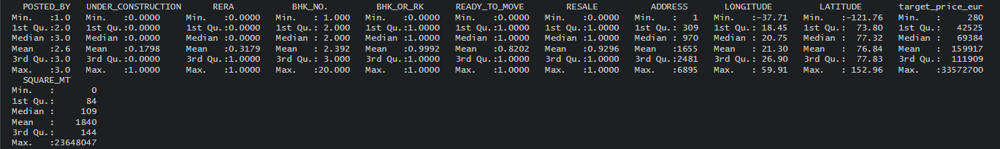 POSTED_BY UNDER_CONSTRUCTION RERA BHK_NO. BHK_OR_RK READY_TO_MOVE RESALE ADDRESS LONGITUDE LATITUDE target_price_eur
Min. :1.0 Min. :0.0000 Min. :0.0000 Min. : 1.000 Min. :0.0000 Min. :0.0000 Min. :0.0000 Min. : 1 Min. :-37.71 Min. :-121.76 Min. : 280
1st Qu.:2.0 1st Qu.:0.0000 1st Qu.:0.0000 1st Qu.: 2.000 1st Qu.:1.0000 1st Qu.:1.0000 1st Qu.:1.0000 1st Qu.: 309 1st Qu.: 18.45 1st Qu.: 73.80 1st Qu.: 42525
Median :3.0 Median :0.0000 Median :0.0000 Median : 2.000 Median :1.0000 Median :1.0000 Median :1.0000 Median : 970 Median : 20.75 Median : 77.32 Median : 69384
Mean :2.6 Mean :0.1798 Mean :0.3179 Mean : 2.392 Mean :0.9992 Mean :0.8202 Mean :0.9296 Mean :1655 Mean : 21.30 Mean : 76.84 Mean : 159917
3rd Qu.:3.0 3rd Qu.:0.0000 3rd Qu.:1.0000 3rd Qu.: 3.000 3rd Qu.:1.0000 3rd Qu.:1.0000 3rd Qu.:1.0000 3rd Qu.:2481 3rd Qu.: 26.90 3rd Qu.: 77.83 3rd Qu.: 111909
Max. :3.0 Max. :1.0000 Max. :1.0000 Max. :20.000 Max. :1.0000 Max. :1.0000 Max. :1.0000 Max. :6895 Max. : 59.91 Max. : 152.96 Max. :33572700
SQUARE_MT
Min. : 0
1st Qu.: 84
Median : 109
Mean : 1840
3rd Qu.: 144
Max. :23648047